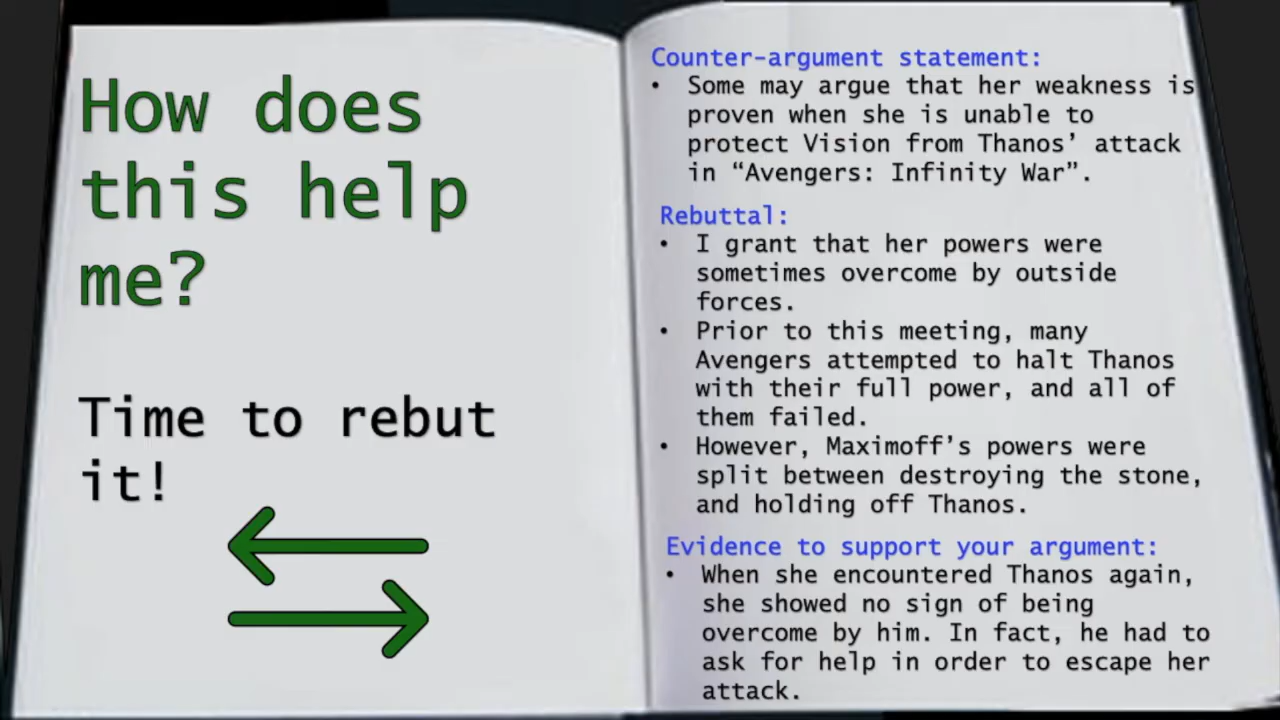 How does
this help
me?
Time to rebut
it!
Counter-argument statement:
• Some may argue that her weakness is
proven when she is unable to
protect Vision from Thanos’ attack
in “Avengers: Infinity War”.
Rebuttal:
• I grant that her powers were
sometimes overcome by outside
forces.
• Prior to this meeting, many
Avengers attempted to halt Thanos
with their full power, and all of
them failed.
• However, Maximoff’s powers were
split between destroying the stone,
and holding off Thanos.
Evidence to support your argument:
• When she encountered Thanos again,
she showed no sign of being
overcome by him. In fact, he had to
ask for help in order to escape her
attack.